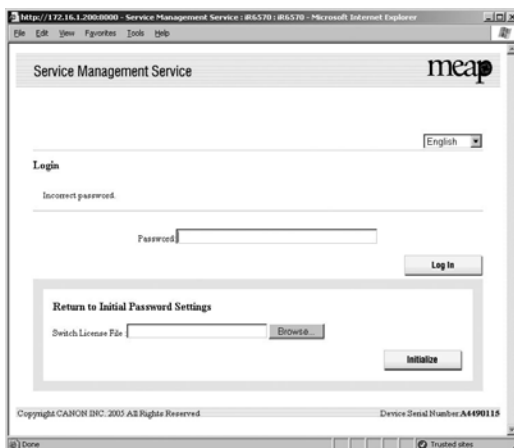 http://172.16.1.200:8000 - Service Management Service : iR6570 : iR6570 - Microsoft Internet Explorer
File Edit View Favorites Tools Help
Service Management Service
meap
English
Login
Incorrect password.
Password:
Log In
Return to Initial Password Settings
Switch License File : Browse...
Initialize
Copyright CANON INC. 2005 All Rights Reserved Device Serial Number:A4490115
Done Trusted sites